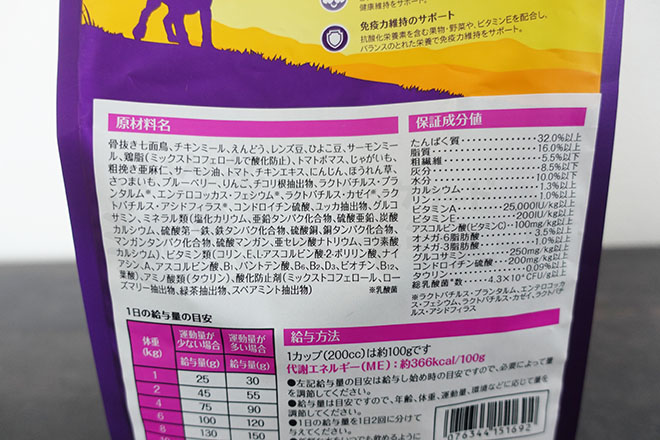 健康維持をサポート。
免疫力維持のサポート
抗酸化栄養素を含む果物・野菜や、ビタミンEを配合し、
バランスのとれた栄養で免疫力維持をサポート。
原材料名
骨抜き七面鳥、チキンミール、えんどう、レンズ豆、ひよこ豆、サーモンミー
ル、鶏脂(ミックストコフェロールで酸化防止)、トマトポマス、じゃがいも、
粗挽き亜麻仁、サーモン油、トマト、チキンエキス、にんじん、ほうれん草、
さつまいも、ブルーベリー、りんご、チコリ根抽出物、ラクトバチルス・プラン
タルム※、エンテロコッカス・フェシウム※、ラクトバチルス・カゼイ※、ラクト
バチルス・アシドフィラス※、コンドロイチン硫酸、ユッカ抽出物、グルコ
サミン、ミネラル類(塩化カリウム、亜鉛タンパク化合物、硫酸亜鉛、炭酸
カルシウム、硫酸第一鉄、鉄タンパク化合物、硫酸銅、銅タンパク化合物、
マンガンタンパク化合物、硫酸マンガン、亜セレン酸ナトリウム、ヨウ素酸
カルシウム)、ビタミン類(コリン、E、L-アスコルビン酸-2-ポリリン酸、ナイ
アシン、A、アスコルビン酸、B₁、パントテン酸、B₆、B₂、D₃、ビオチン、B₁₂、
葉酸)、アミノ酸類(タウリン)、酸化防止剤(ミックストコフェロール、ロー
ズマリー抽出物、緑茶抽出物、スペアミント抽出物)
※乳酸菌
保証成分値
たんぱく質 32.0%以上
脂質 16.0%以上
粗繊維 5.5%以下
灰分 8.5%以下
水分 10.0%以下
カルシウム 1.3%以上
リン 1.0%以上
ビタミンA 25,000IU/kg以上
ビタミンE 200IU/kg以上
アスコルビン酸(ビタミンC) 100mg/kg以上
オメガ-6脂肪酸 3.5%以上
オメガ-3脂肪酸 1.0%以上
グルコサミン 250mg/kg以上
コンドロイチン硫酸 200mg/kg以上
タウリン 0.09%以上
総乳酸菌※数 4.3×10⁷CFU/g以上
※ラクトバチルス・プランタルム、エンテロコッカ
ス・フェシウム、ラクトバチルス・カゼイ、ラクトバチ
ルス・アシドフィラス
1日の給与量の目安
体重(kg) 運動量が少ない場合 運動量が多い場合
給与量(g) 給与量(g)
1 25 30
2 45 55
4 75 90
6 100 120
8 130 150
給与方法
1カップ(200cc)は約100gです
代謝エネルギー(ME):約366kcal/100g
●左記給与量の目安は給与し始め時の目安ですので、必要によって量
を調節してください。
●給与量は目安ですので、年齢、体重、運動量、環境などに応じて量を
調節してください。
●1日の給与量を1日2回に分けて
与えてください。
076344131692